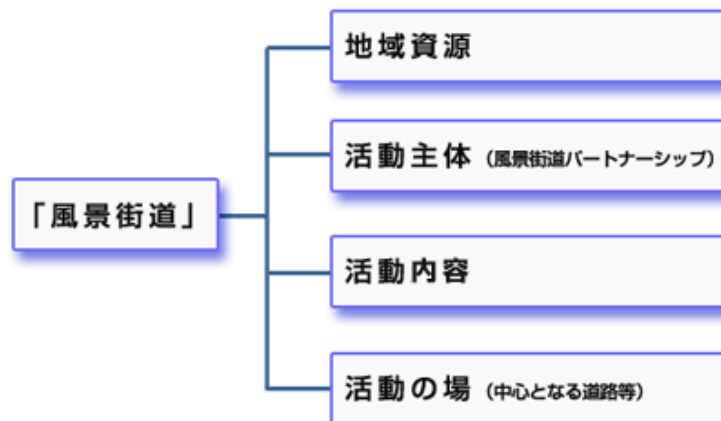 「風景街道」
地域資源
活動主体（風景街道パートナーシップ）
活動内容
活動の場（中心となる道路等）